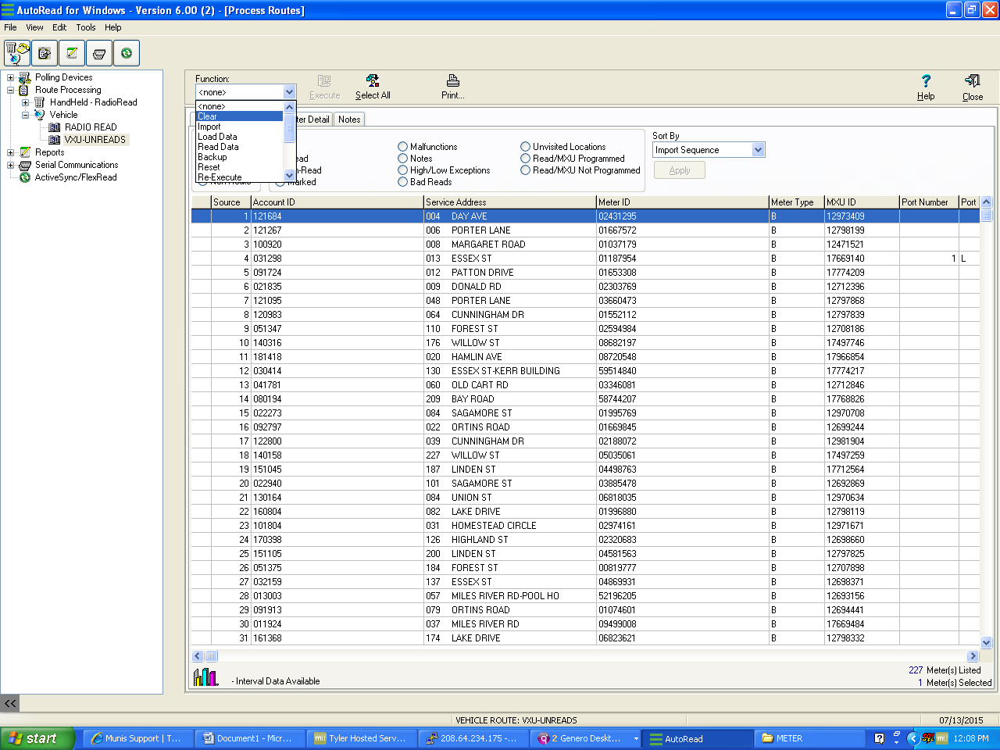 AutoRead for Windows - Version 6.00 (2) - [Process Routes]
File View Edit Tools Help
Polling Devices
Route Processing
HandHeld - RadioRead
Vehicle
RADIO READ
VXU-UNREADS
Reports
Serial Communications
ActiveSync/FlexRead
Function:
<none>
Execute
Select All
Print...
Help
Close
<none>
Clear
Import
Load Data
Read Data
Backup
Reset
Re-Execute
ter Detail Notes
Malfunctions
Notes
High/Low Exceptions
Bad Reads
Unvisited Locations
Read/MXU Programmed
Read/MXU Not Programmed
Marked
Sort By
Import Sequence
Apply
Source Account ID Service Address Meter ID Meter Type MXU ID Port Number Port
1 121684 004 DAY AVE 02431295 B 12973409
2 121267 006 PORTER LANE 01667572 B 12798199
3 100920 008 MARGARET ROAD 01037179 B 12471521
4 031298 013 ESSEX ST 01187954 B 17669140 1 L
5 091724 012 PATTON DRIVE 01653308 B 17774209
6 021835 009 DONALD RD 02303769 B 12712396
7 121095 048 PORTER LANE 03660473 B 12797868
8 120983 064 CUNNINGHAM DR 01552112 B 12797839
9 051347 110 FOREST ST 02594984 B 12708186
10 140316 176 WILLOW ST 08682197 B 17497746
11 181418 020 HAMLIN AVE 08720548 B 17966854
12 030414 130 ESSEX ST-KERR BUILDING 59514840 B 17774217
13 041781 060 OLD CART RD 03346081 B 12712846
14 080194 209 BAY ROAD 58744207 B 17768826
15 022273 084 SAGAMORE ST 01995769 B 12970708
16 092797 022 ORTINS ROAD 01669845 B 12699244
17 122800 039 CUNNINGHAM DR 02188072 B 12981904
18 140158 227 WILLOW ST 05035061 B 17497259
19 151045 187 LINDEN ST 04498763 B 17712564
20 022940 101 SAGAMORE ST 03885478 B 12692869
21 130164 084 UNION ST 06818035 B 12970634
22 160804 082 LAKE DRIVE 01996880 B 12798119
23 101804 031 HOMESTEAD CIRCLE 02974161 B 12971671
24 170398 126 HIGHLAND ST 02320683 B 12698660
25 151105 200 LINDEN ST 04581563 B 12797825
26 051375 184 FOREST ST 00819777 B 12707898
27 032159 137 ESSEX ST 04869931 B 12698371
28 013003 057 MILES RIVER RD-POOL HO 52196205 B 12693156
29 091913 079 ORTINS ROAD 01074601 B 12694441
30 011924 037 MILES RIVER RD 09499008 B 17669484
31 161368 174 LAKE DRIVE 06823621 B 12798332
- Interval Data Available
227 Meter(s) Listed
1 Meter(s) Selected
<<
VEHICLE ROUTE: VXU-UNREADS 07/13/2015
start Munis Support | T... Document1 - Micr... Tyler Hosted Serv... 208.64.234.175 -... 2 Genero Deskt... AutoRead METER 12:08 PM